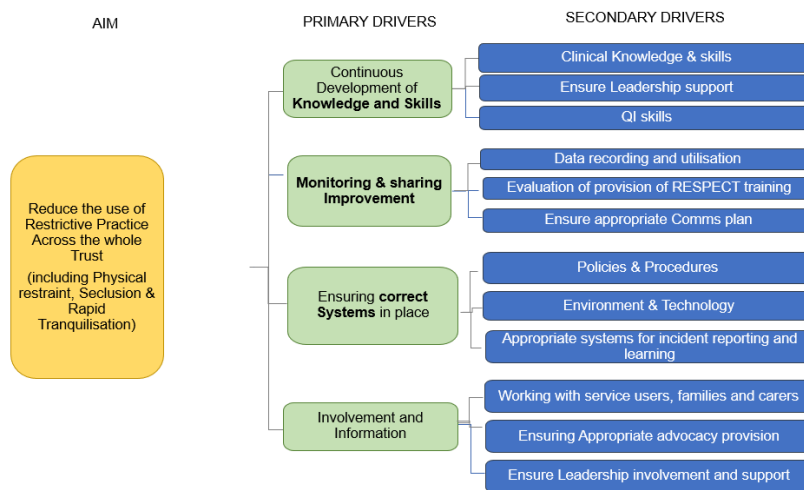 AIM
PRIMARY DRIVERS
SECONDARY DRIVERS
Reduce the use of
Restrictive Practice
Across the whole
Trust
(including Physical
restraint, Seclusion &
Rapid
Tranquilisation)
Continuous
Development of
Knowledge and Skills
Clinical Knowledge & skills
Ensure Leadership support
QI skills
Monitoring & sharing
Improvement
Data recording and utilisation
Evaluation of provision of RESPECT training
Ensure appropriate Comms plan
Ensuring correct
Systems in place
Policies & Procedures
Environment & Technology
Appropriate systems for incident reporting and
learning
Involvement and
Information
Working with service users, families and carers
Ensuring Appropriate advocacy provision
Ensure Leadership involvement and support